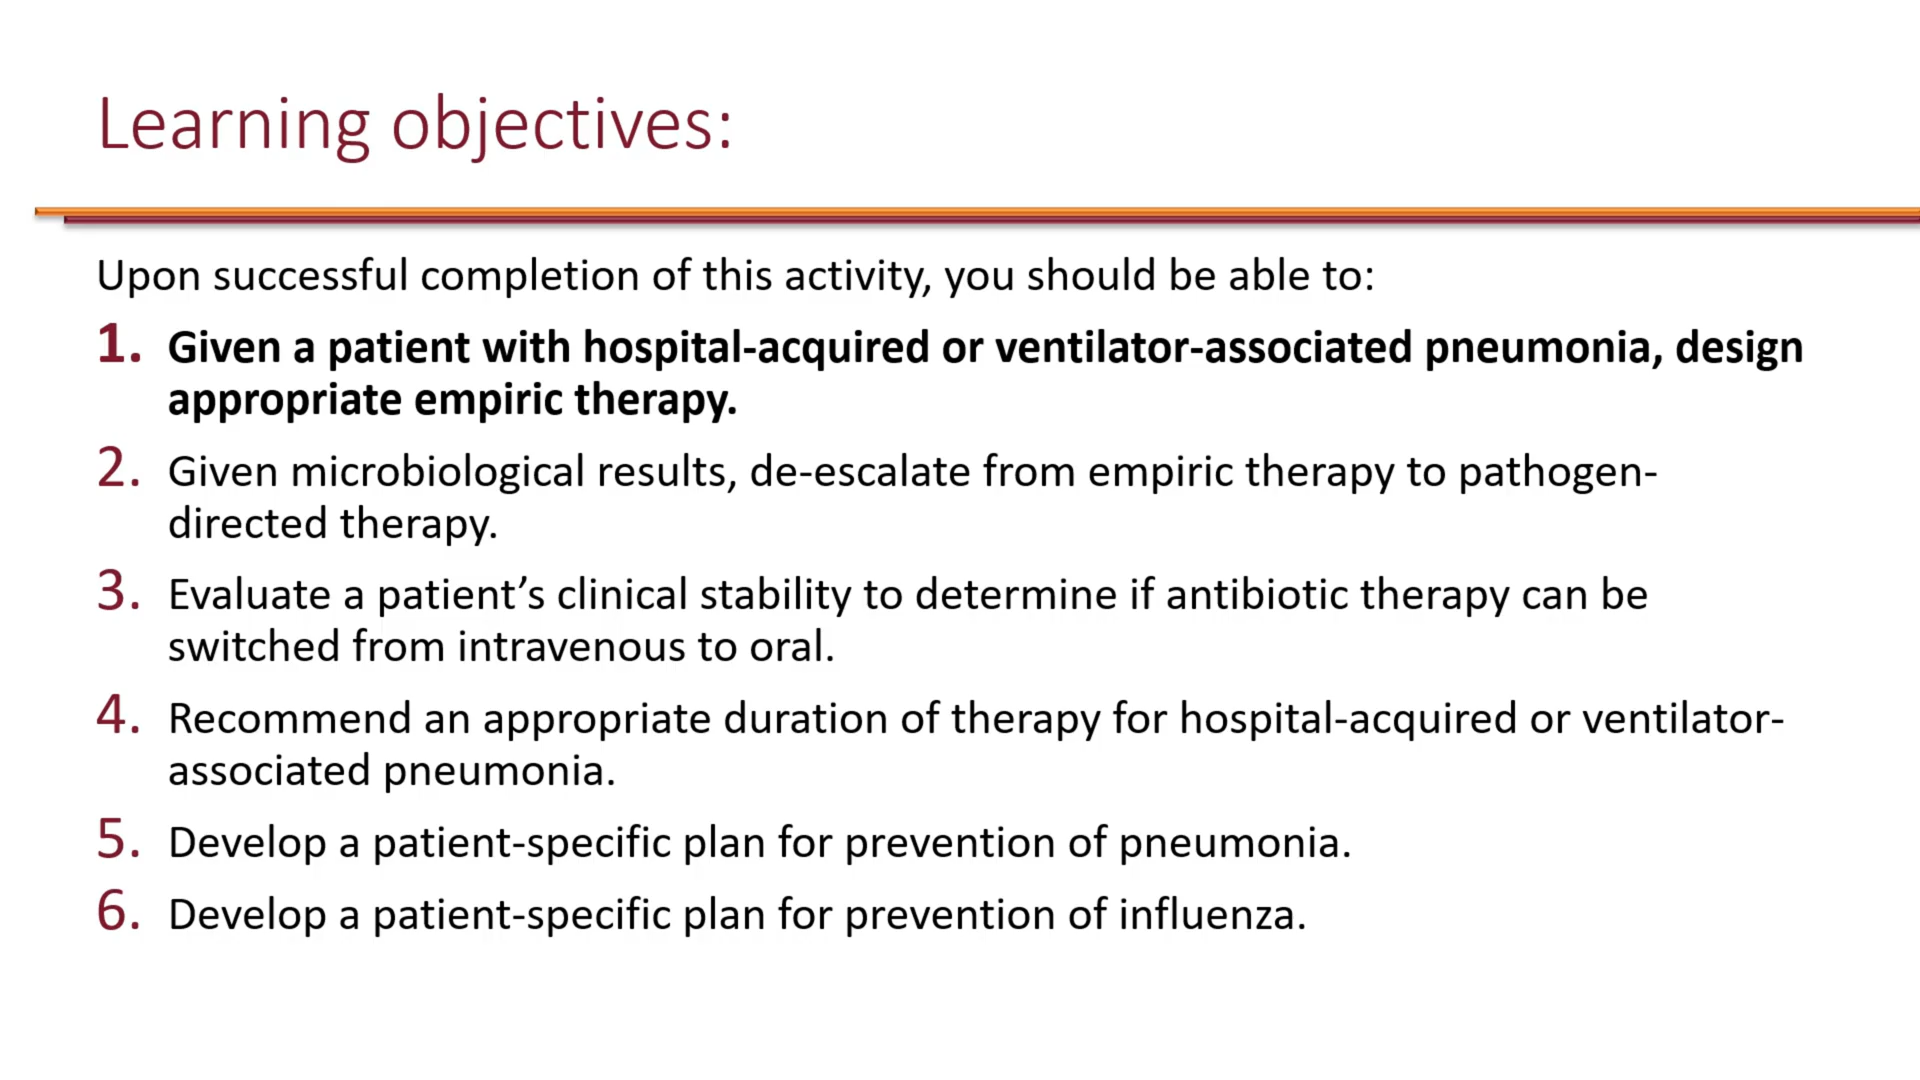 Learning objectives:
Upon successful completion of this activity, you should be able to:
1. Given a patient with hospital-acquired or ventilator-associated pneumonia, design
appropriate empiric therapy.
2. Given microbiological results, de-escalate from empiric therapy to pathogen-
directed therapy.
3. Evaluate a patient’s clinical stability to determine if antibiotic therapy can be
switched from intravenous to oral.
4. Recommend an appropriate duration of therapy for hospital-acquired or ventilator-
associated pneumonia.
5. Develop a patient-specific plan for prevention of pneumonia.
6. Develop a patient-specific plan for prevention of influenza.